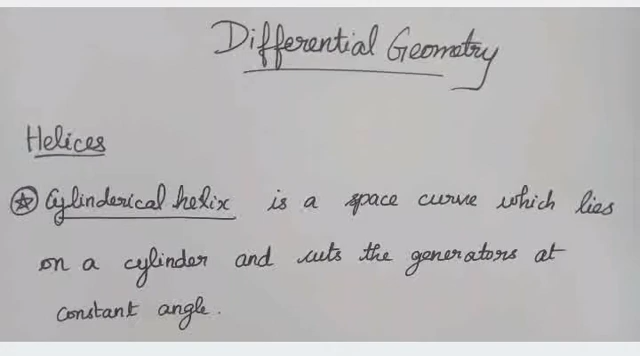 Differential Geometry
Helices
Cylinderical helix is a space curve which lies
on a cylinder and cuts the generators at
constant angle.